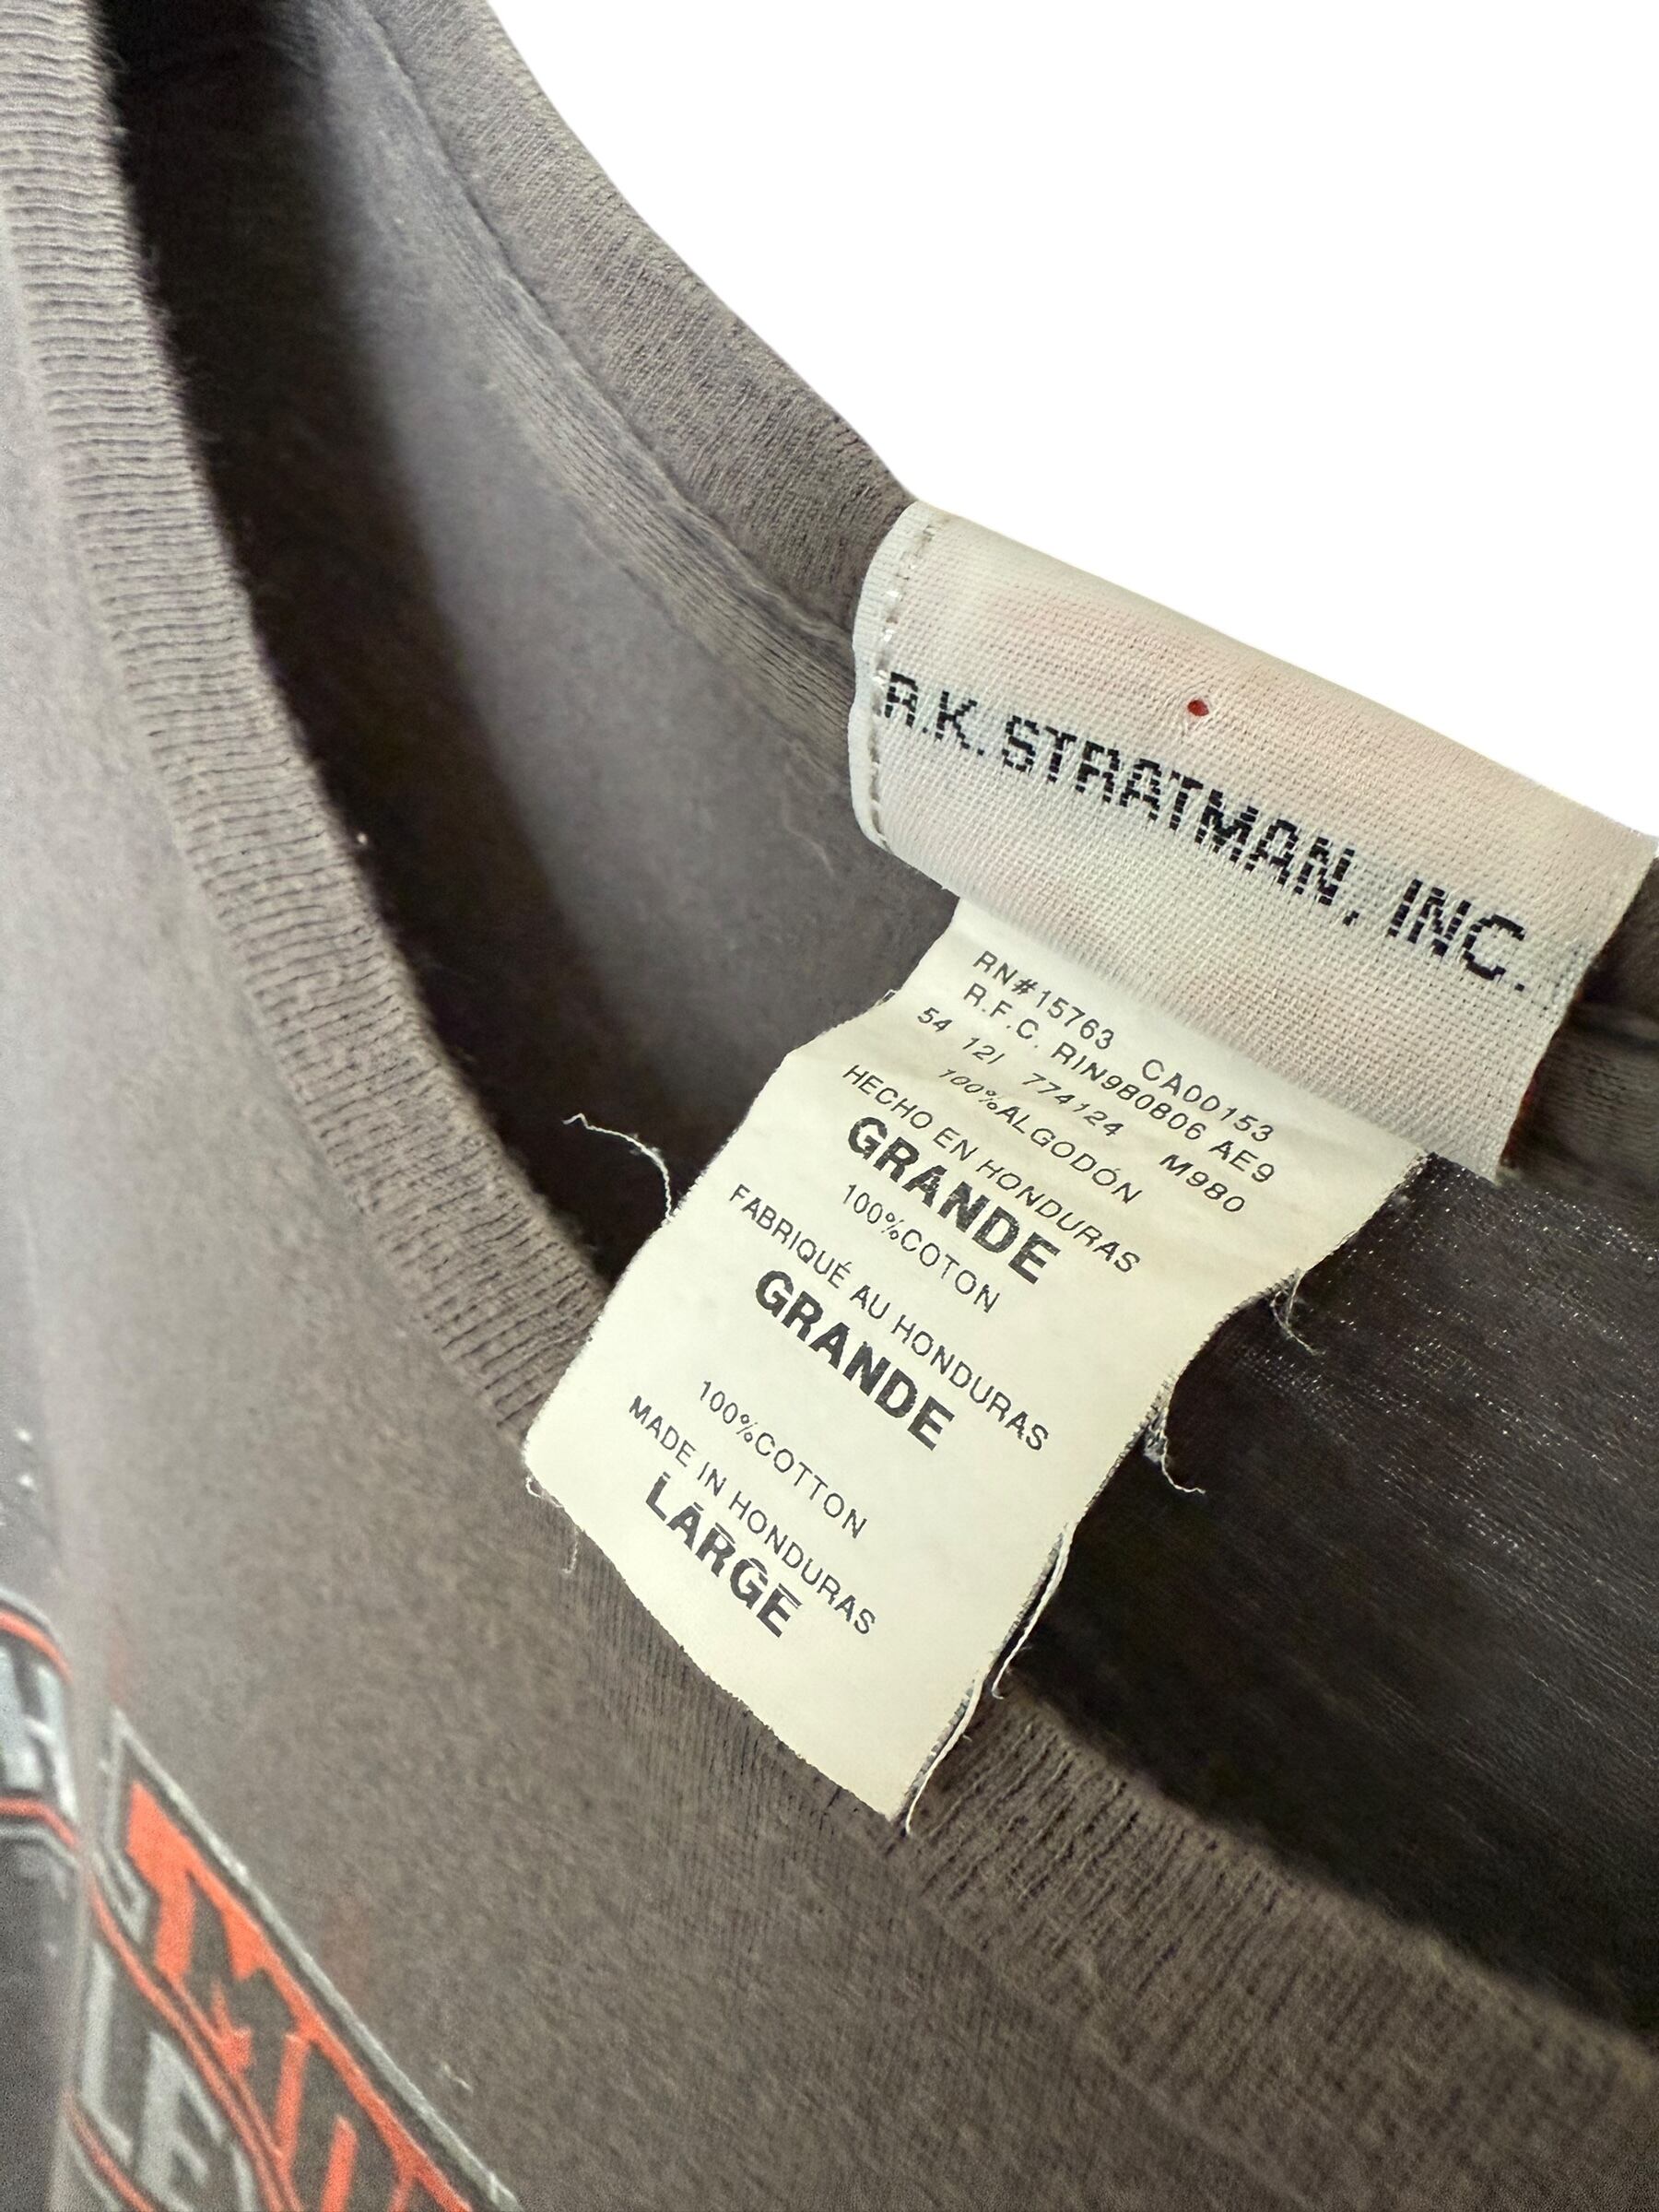 R.K. STRATMAN, INC.
RN#15763 CA00153
R.F.C. RIN980806 AE9
54 12I 774124 M980
100%ALGODÓN
HECHO EN HONDURAS
GRANDE
100%COTON
FABRIQUÉ AU HONDURAS
GRANDE
100%COTTON
MADE IN HONDURAS
LARGE